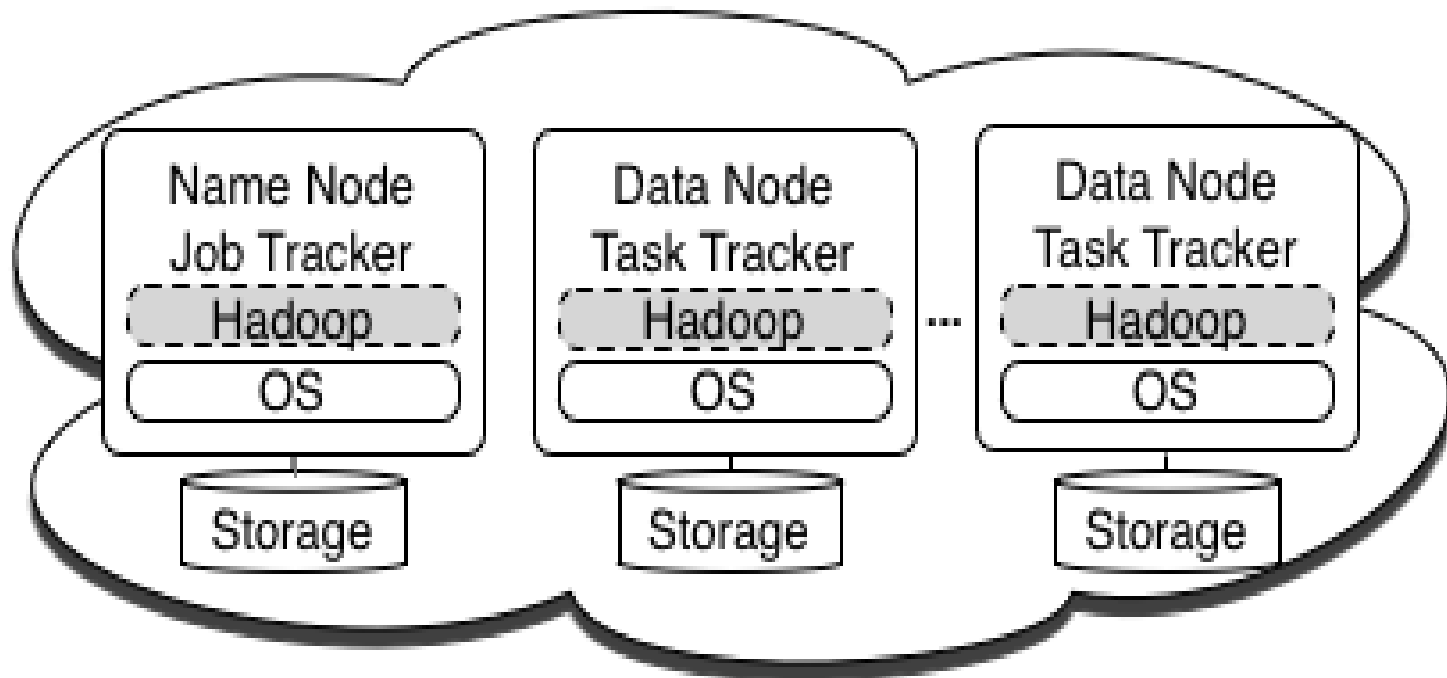 Name Node
Job Tracker
Hadoop
OS
Storage
Data Node
Task Tracker
Hadoop
OS
Storage
...
Data Node
Task Tracker
Hadoop
OS
Storage